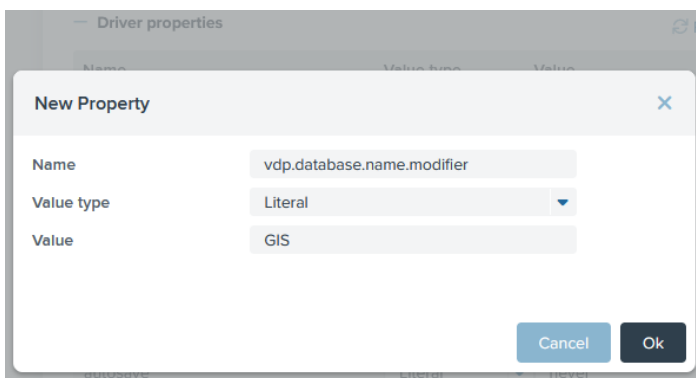 Driver properties
Name Value type Value
New Property
Name vdp.database.name.modifier
Value type Literal
Value GIS
Cancel Ok
autosave Literal never